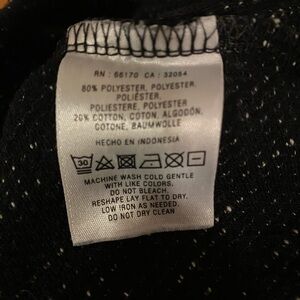 RN : 66170 CA : 32054
80% POLYESTER, POLYESTER,
POLIÉSTER,
POLIESTERE, POLYESTER
20% COTTON, COTON, ALGODÓN,
COTONE, BAUMWOLLE
HECHO EN INDONESIA
30
MACHINE WASH COLD GENTLE
WITH LIKE COLORS,
DO NOT BLEACH,
RESHAPE LAY FLAT TO DRY,
LOW IRON AS NEEDED,
DO NOT DRY CLEAN